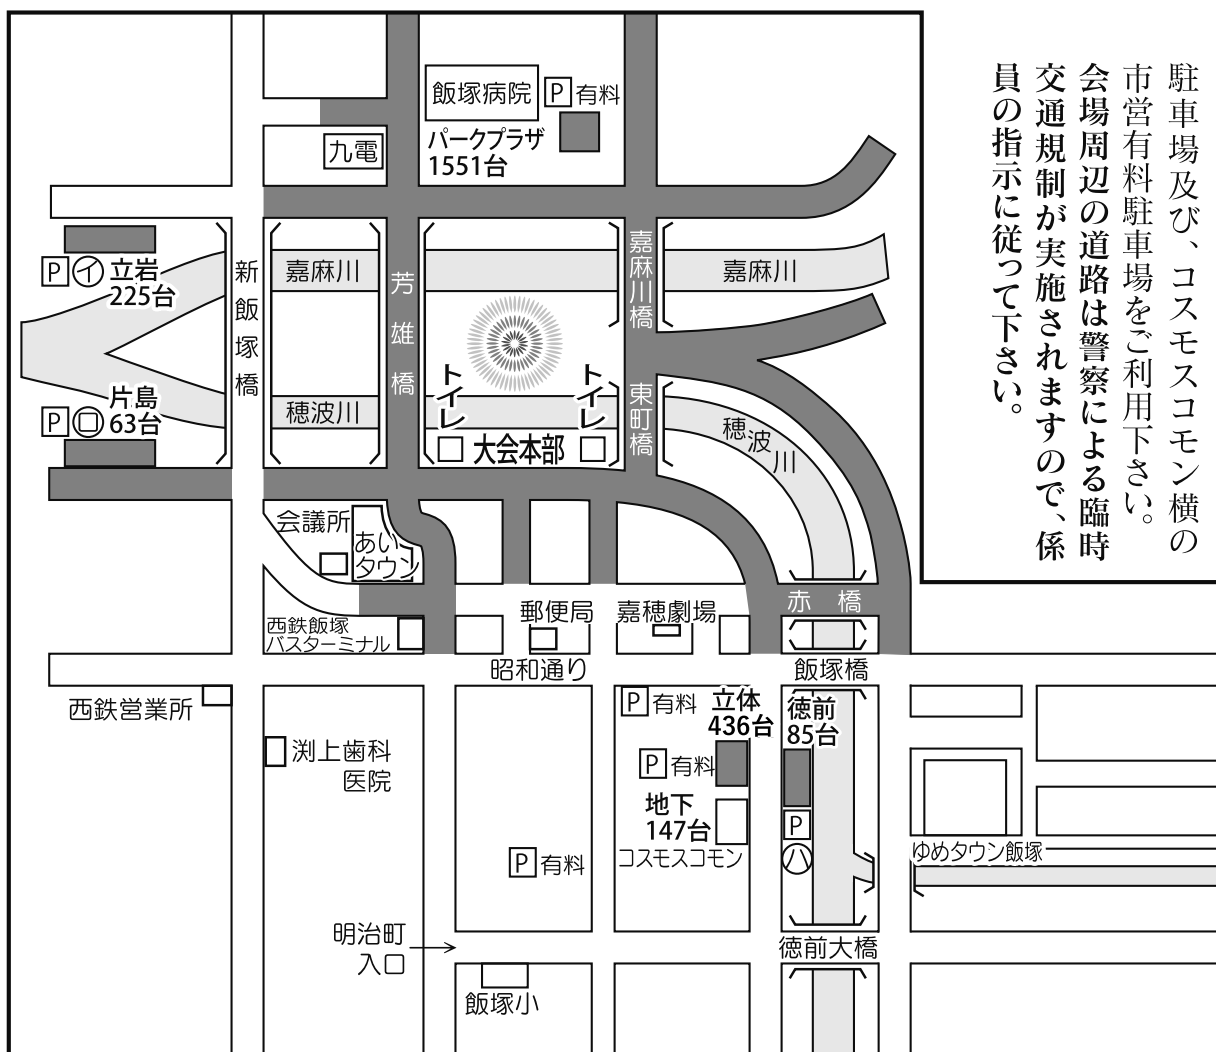 駐車場及び、コスモスコモン横の
市営有料駐車場をご利用下さい。
会場周辺の道路は警察による臨時
交通規制が実施されますので、係
員の指示に従って下さい。
飯塚病院
P 有料
パークプラザ
1551台
九電
P イ 立岩
225台
新飯塚橋
嘉麻川
芳雄橋
嘉麻川橋
嘉麻川
片島
P ロ 63台
穂波川
トイレ
トイレ
大会本部
東町橋
穂波川
会議所
あいタウン
赤橋
郵便局
嘉穂劇場
西鉄飯塚
バスターミナル
昭和通り
飯塚橋
西鉄営業所
P 有料
立体
436台
徳前
85台
渕上歯科
医院
P 有料
地下
147台
P
ハ
コスモスコモン
ゆめタウン飯塚
P 有料
明治町
入口
徳前大橋
飯塚小